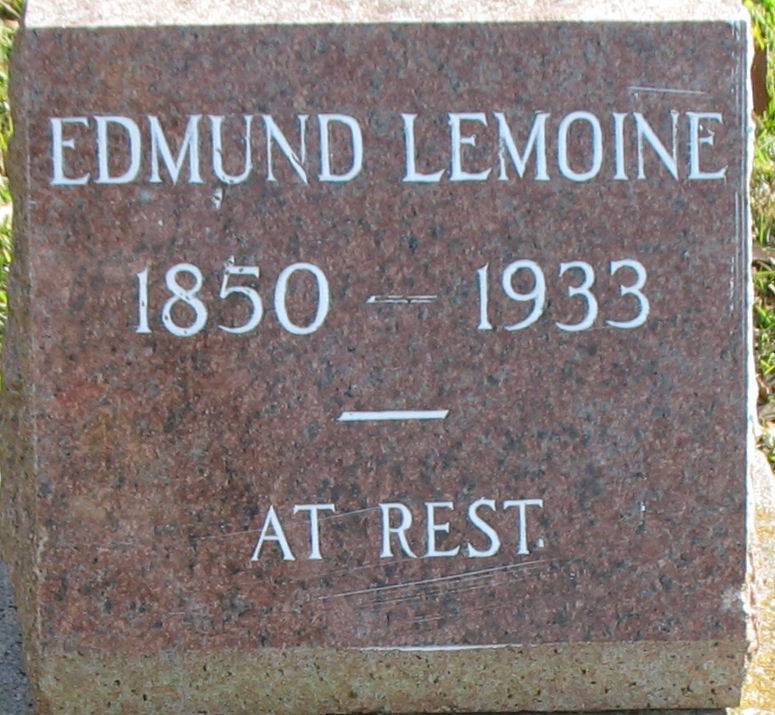 EDMUND LEMOINE
1850 — 1933
AT REST.